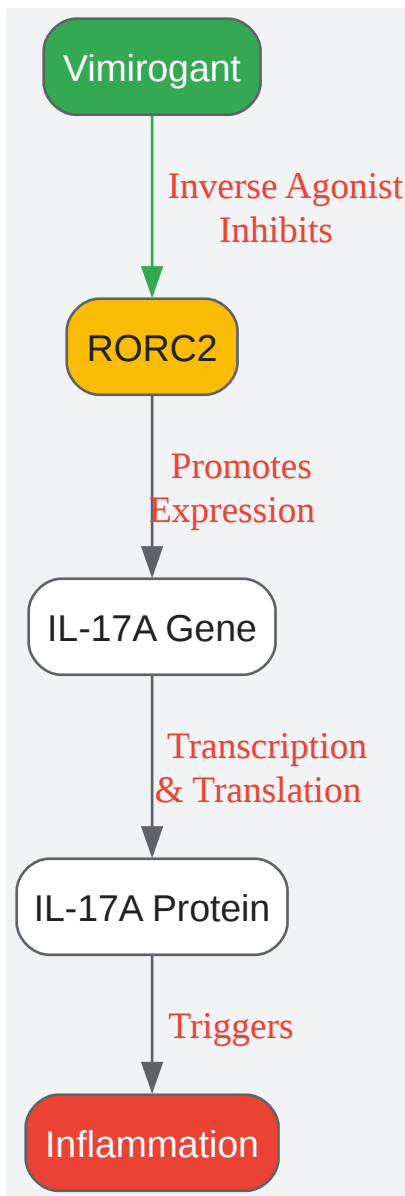 Vimirogant
Inverse Agonist
Inhibits
RORC2
Promotes
Expression
IL-17A Gene
Transcription
& Translation
IL-17A Protein
Triggers
Inflammation